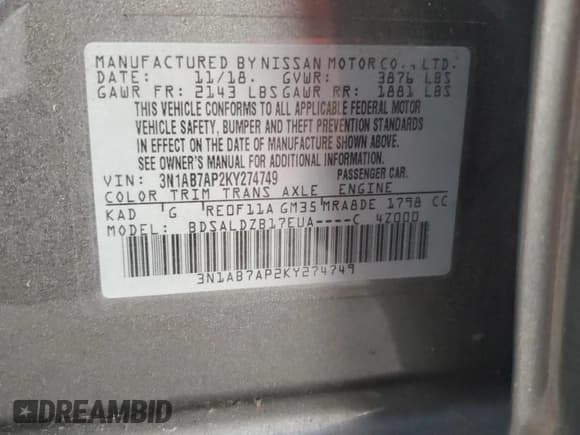 MANUFACTURED BY NISSAN MOTOR CO., LTD.
DATE: 11/18. GVWR: 3876 LBS
GAWR FR: 2143 LBS GAWR RR: 1881 LBS
THIS VEHICLE CONFORMS TO ALL APPLICABLE FEDERAL MOTOR
VEHICLE SAFETY, BUMPER AND THEFT PREVENTION STANDARDS
IN EFFECT ON THE DATE OF MANUFACTURE SHOWN ABOVE.
SEE OWNER'S MANUAL FOR ADDITIONAL INFORMATION.
VIN: 3N1AB7AP2KY274749 PASSENGER CAR.
COLOR TRIM TRANS AXLE ENGINE
KAD G RE0F11A GM35 MRA8DE 1798 CC
MODEL: BDSALDZB17EUA----C 4Z000
3N1AB7AP2KY274749
DREAMBID